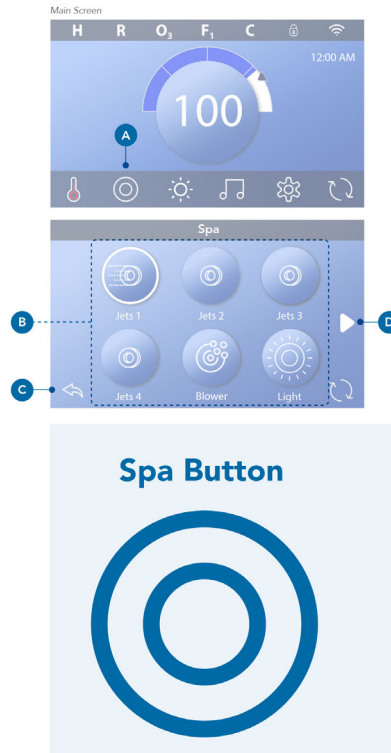 Main Screen
H R O₃ F₁ C
12:00 AM
100
A
Spa
Jets 1 Jets 2 Jets 3
B
D
C
Jets 4 Blower Light
Spa Button